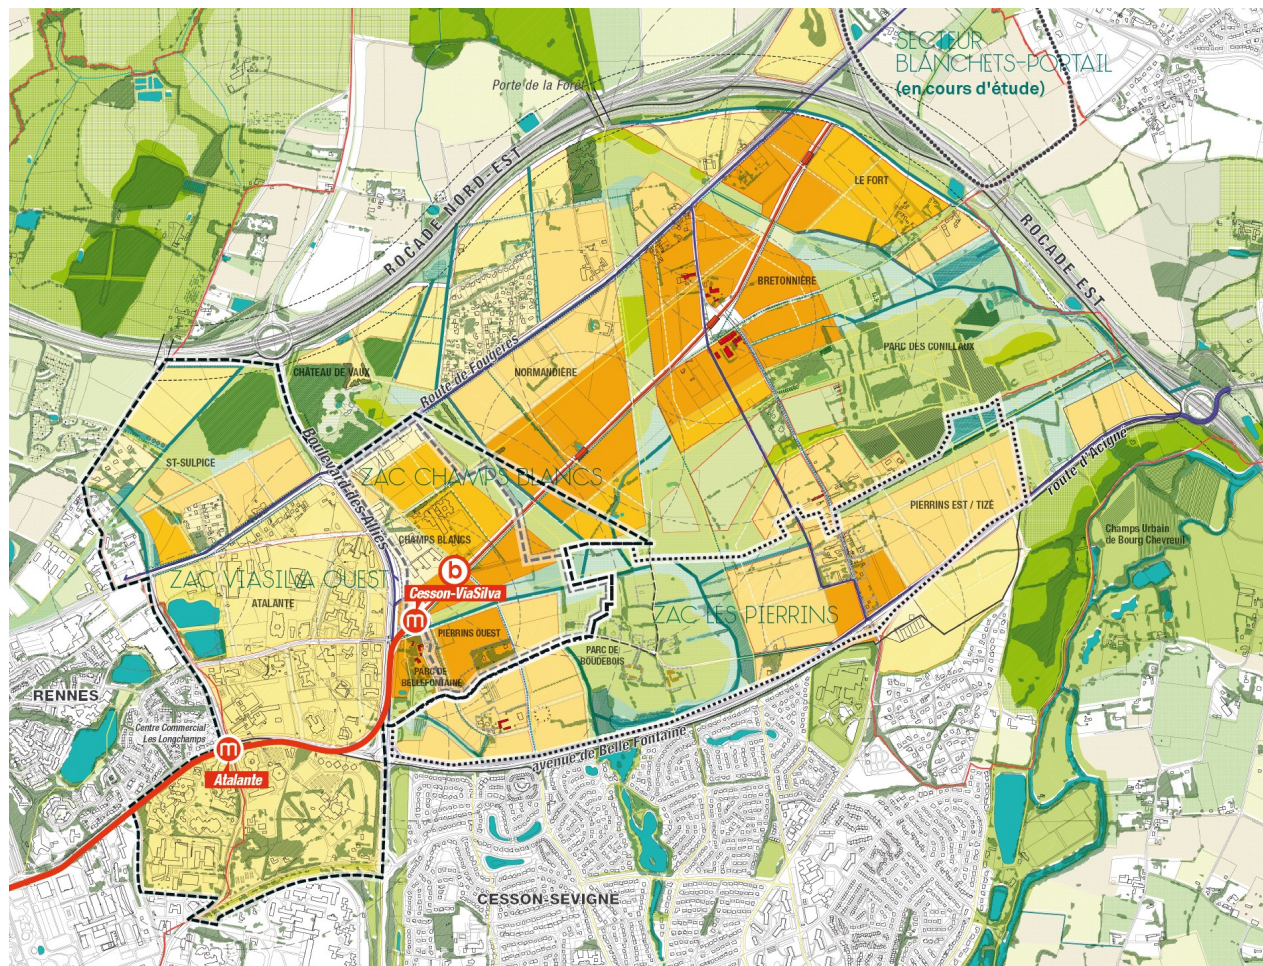 SECTEUR
BLANCHETS-PORTAIL
(en cours d'étude)
Porte de la Forêt
ROCADE NORD-EST
LE FORT
ROCADE EST
BRETONNIÈRE
PARC DES CONILLAUX
CHÂTEAU DE VAUX
Route de Fougères
NORMANDIÈRE
ST-SULPICE
Boulevard des Alliés
ZAC CHAMPS BLANCS
route d'Acigné
PIERRINS EST / TIZÉ
Champs Urbain
de Bourg Chevreuil
CHAMPS BLANCS
b
Cesson-ViaSilva
m
ZAC VIASILVA OUEST
ATALANTE
ZAC LES PIERRINS
PIERRINS OUEST
PARC DE
BOUDEBOIS
PARC DE
BELLEFONTAINE
RENNES
Centre Commercial
Les Longchamps
m
Atalante
avenue de Belle Fontaine
CESSON-SEVIGNE